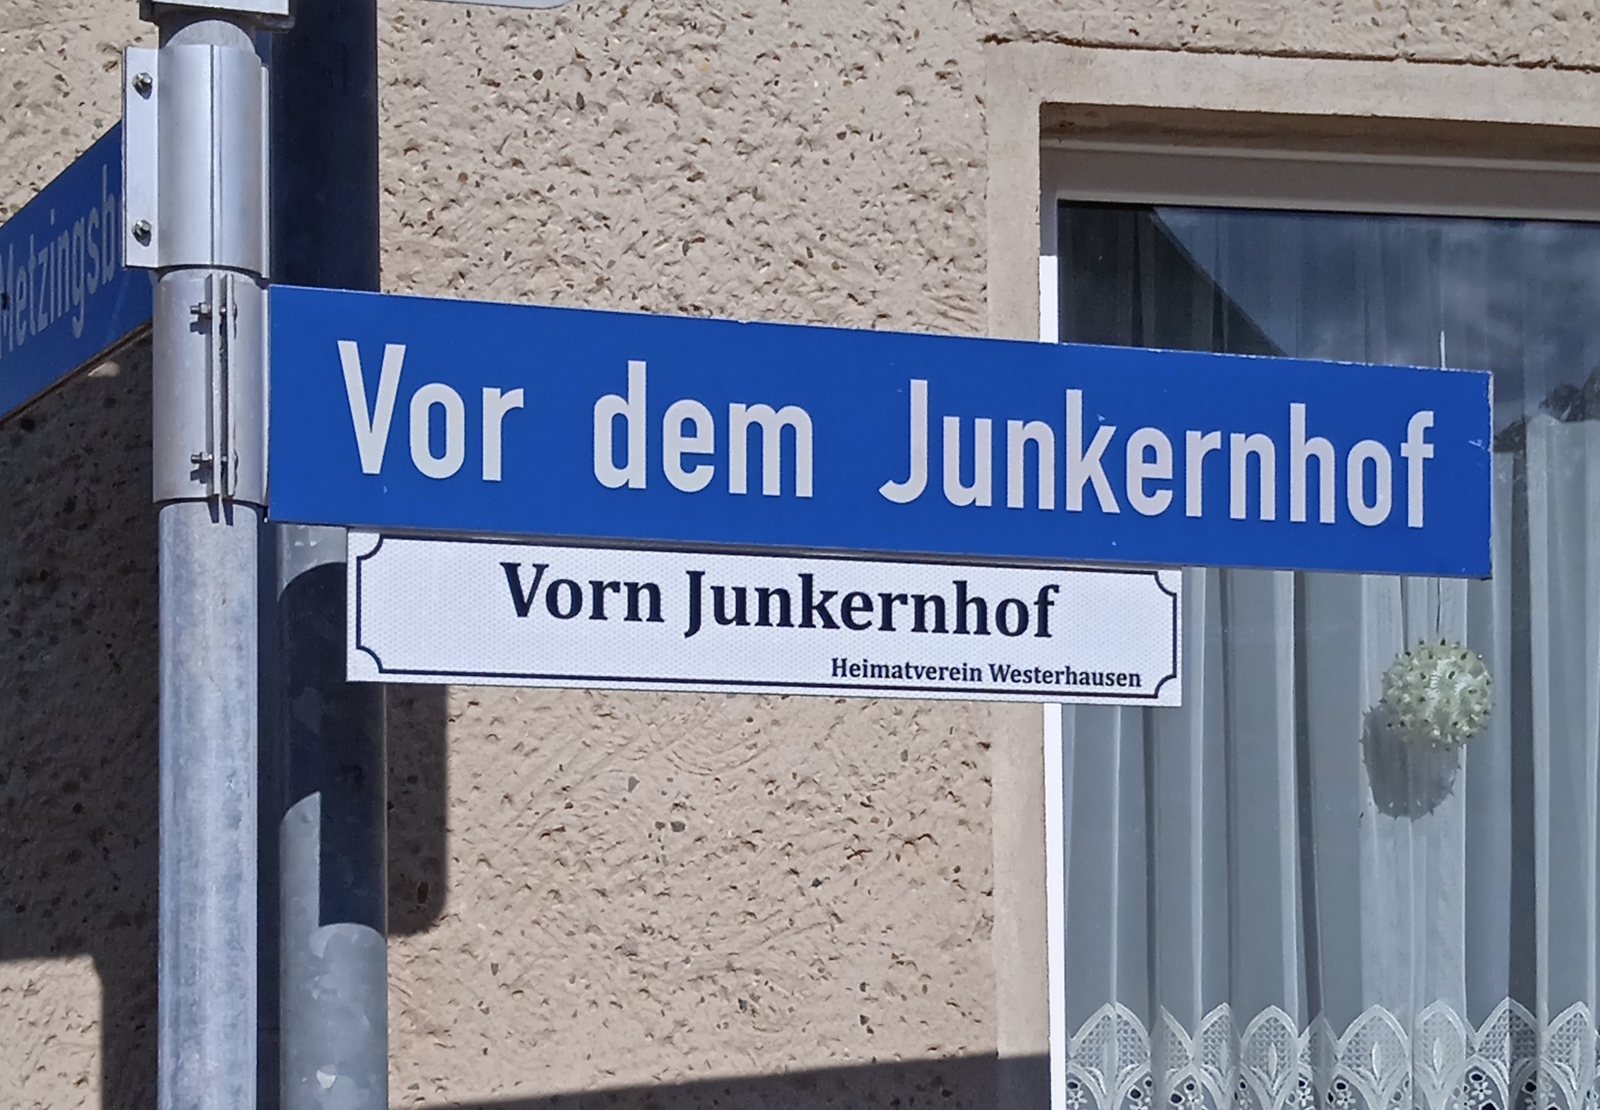 Vor dem Junkernhof
Vorn Junkernhof
Heimatverein Westerhausen